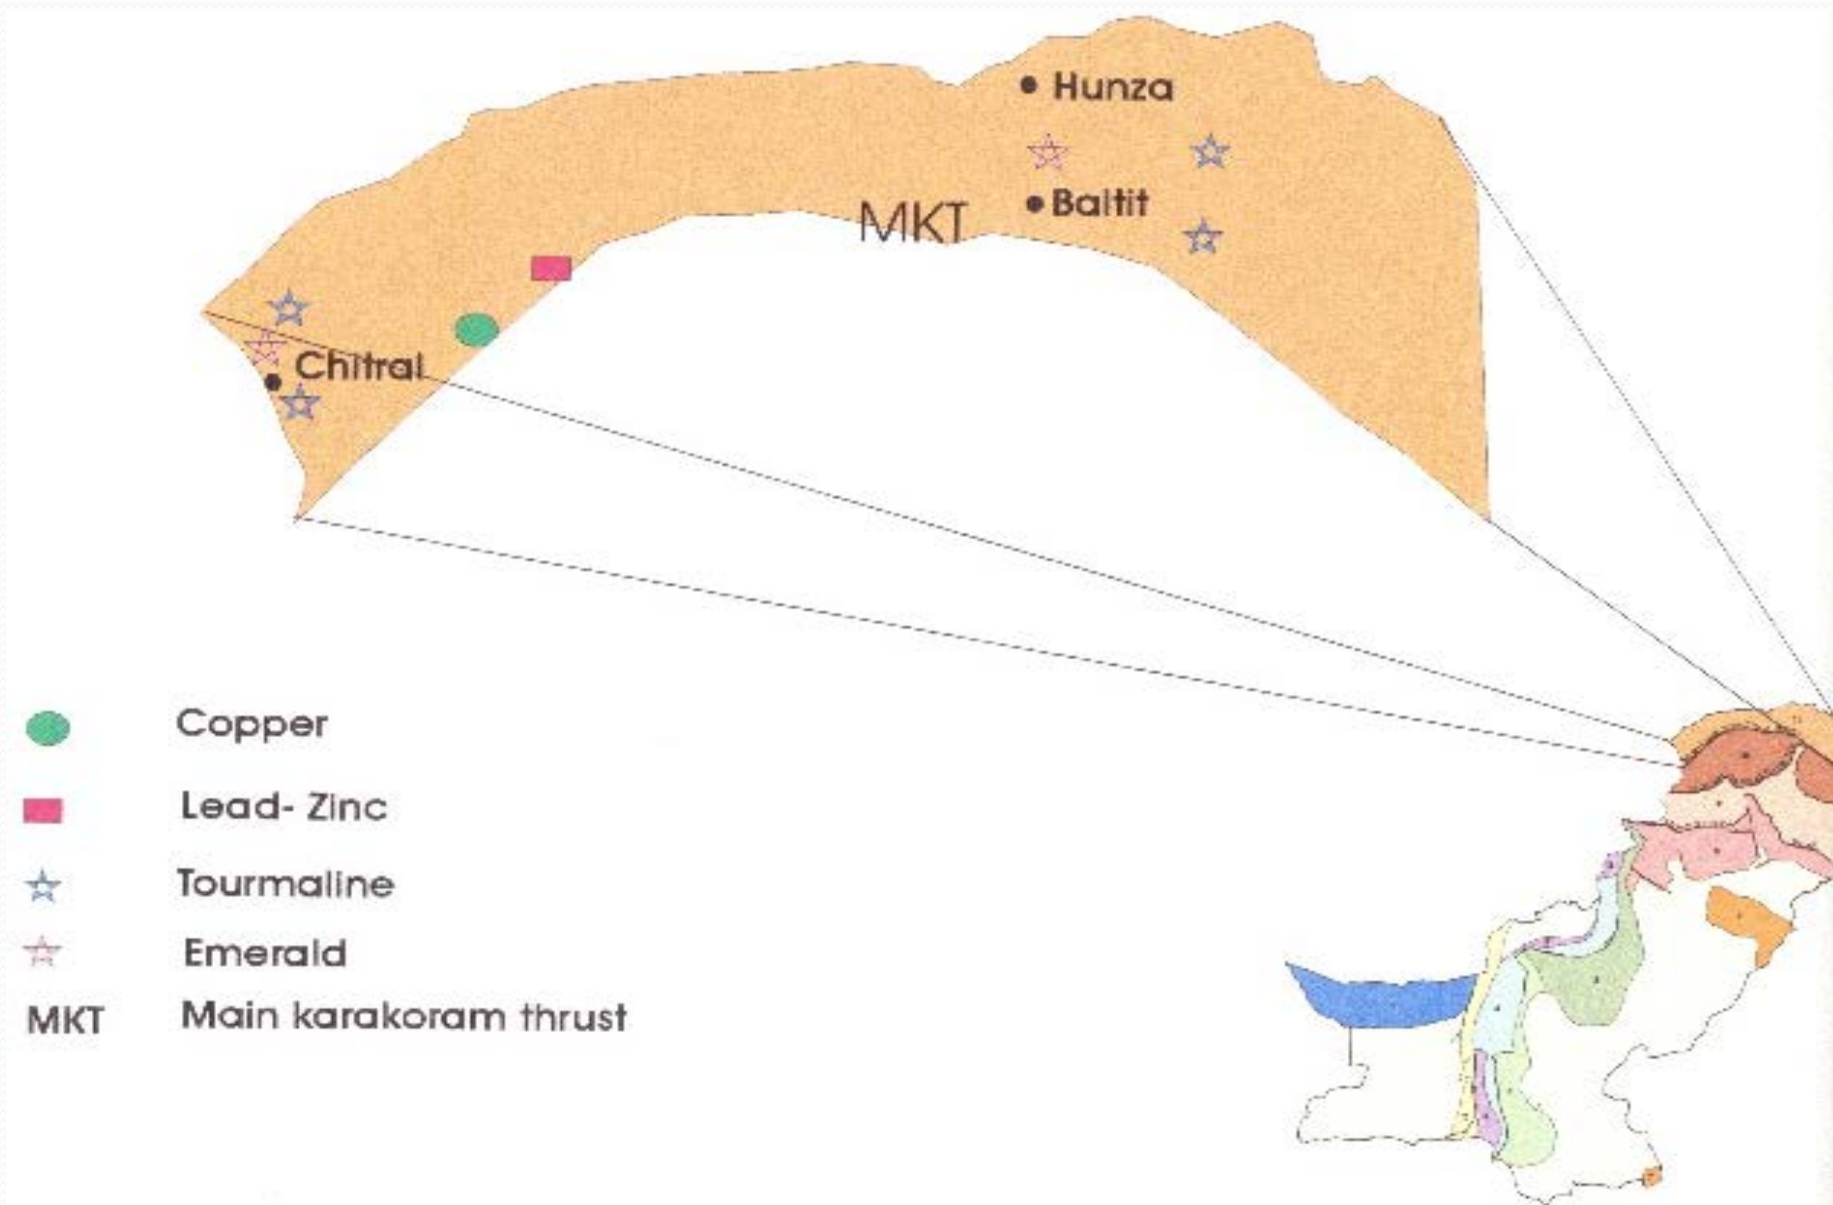 Hunza
Baltit
MKT
Chitral
Copper
Lead- Zinc
Tourmaline
Emerald
MKT Main karakoram thrust